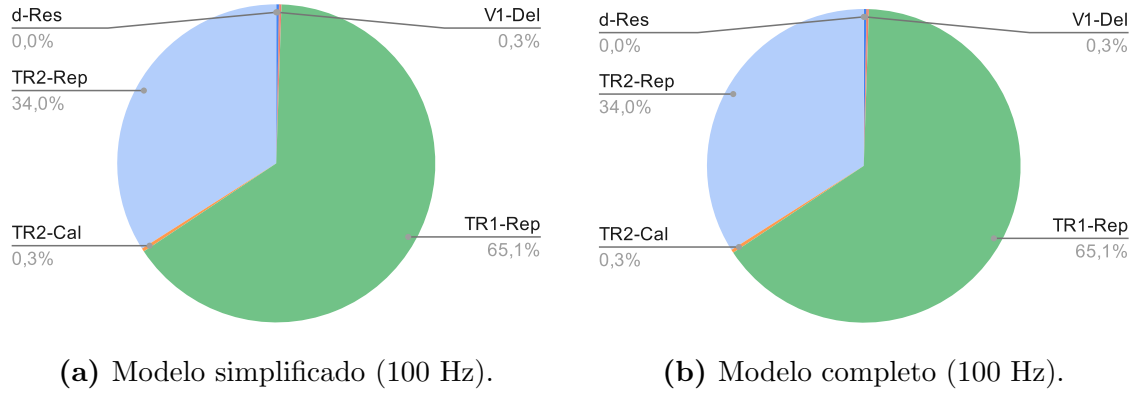 d-Res
0,0%
V1-Del
0,3%
TR2-Rep
34,0%
TR2-Cal
0,3%
TR1-Rep
65,1%
(a) Modelo simplificado (100 Hz).
d-Res
0,0%
V1-Del
0,3%
TR2-Rep
34,0%
TR2-Cal
0,3%
TR1-Rep
65,1%
(b) Modelo completo (100 Hz).